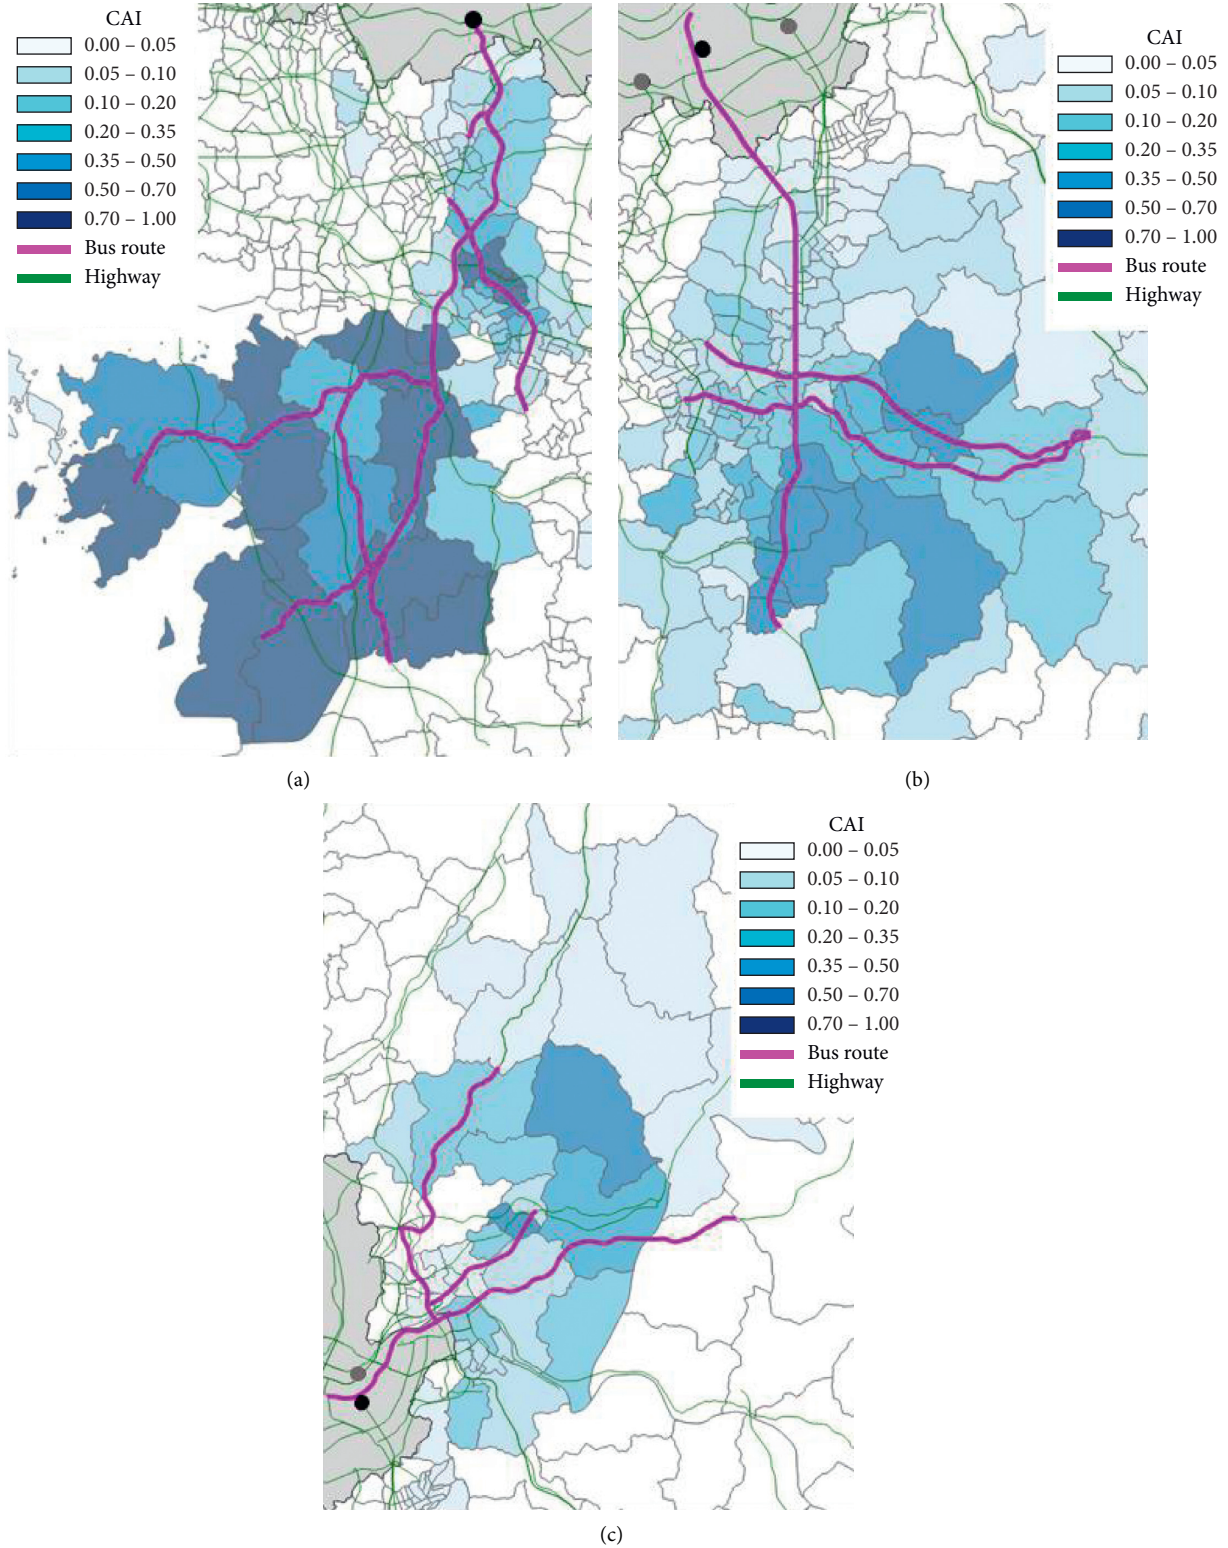 CAI
0.00 – 0.05
0.05 – 0.10
0.10 – 0.20
0.20 – 0.35
0.35 – 0.50
0.50 – 0.70
0.70 – 1.00
Bus route
Highway
(a)
CAI
0.00 – 0.05
0.05 – 0.10
0.10 – 0.20
0.20 – 0.35
0.35 – 0.50
0.50 – 0.70
0.70 – 1.00
Bus route
Highway
(b)
CAI
0.00 – 0.05
0.05 – 0.10
0.10 – 0.20
0.20 – 0.35
0.35 – 0.50
0.50 – 0.70
0.70 – 1.00
Bus route
Highway
(c)